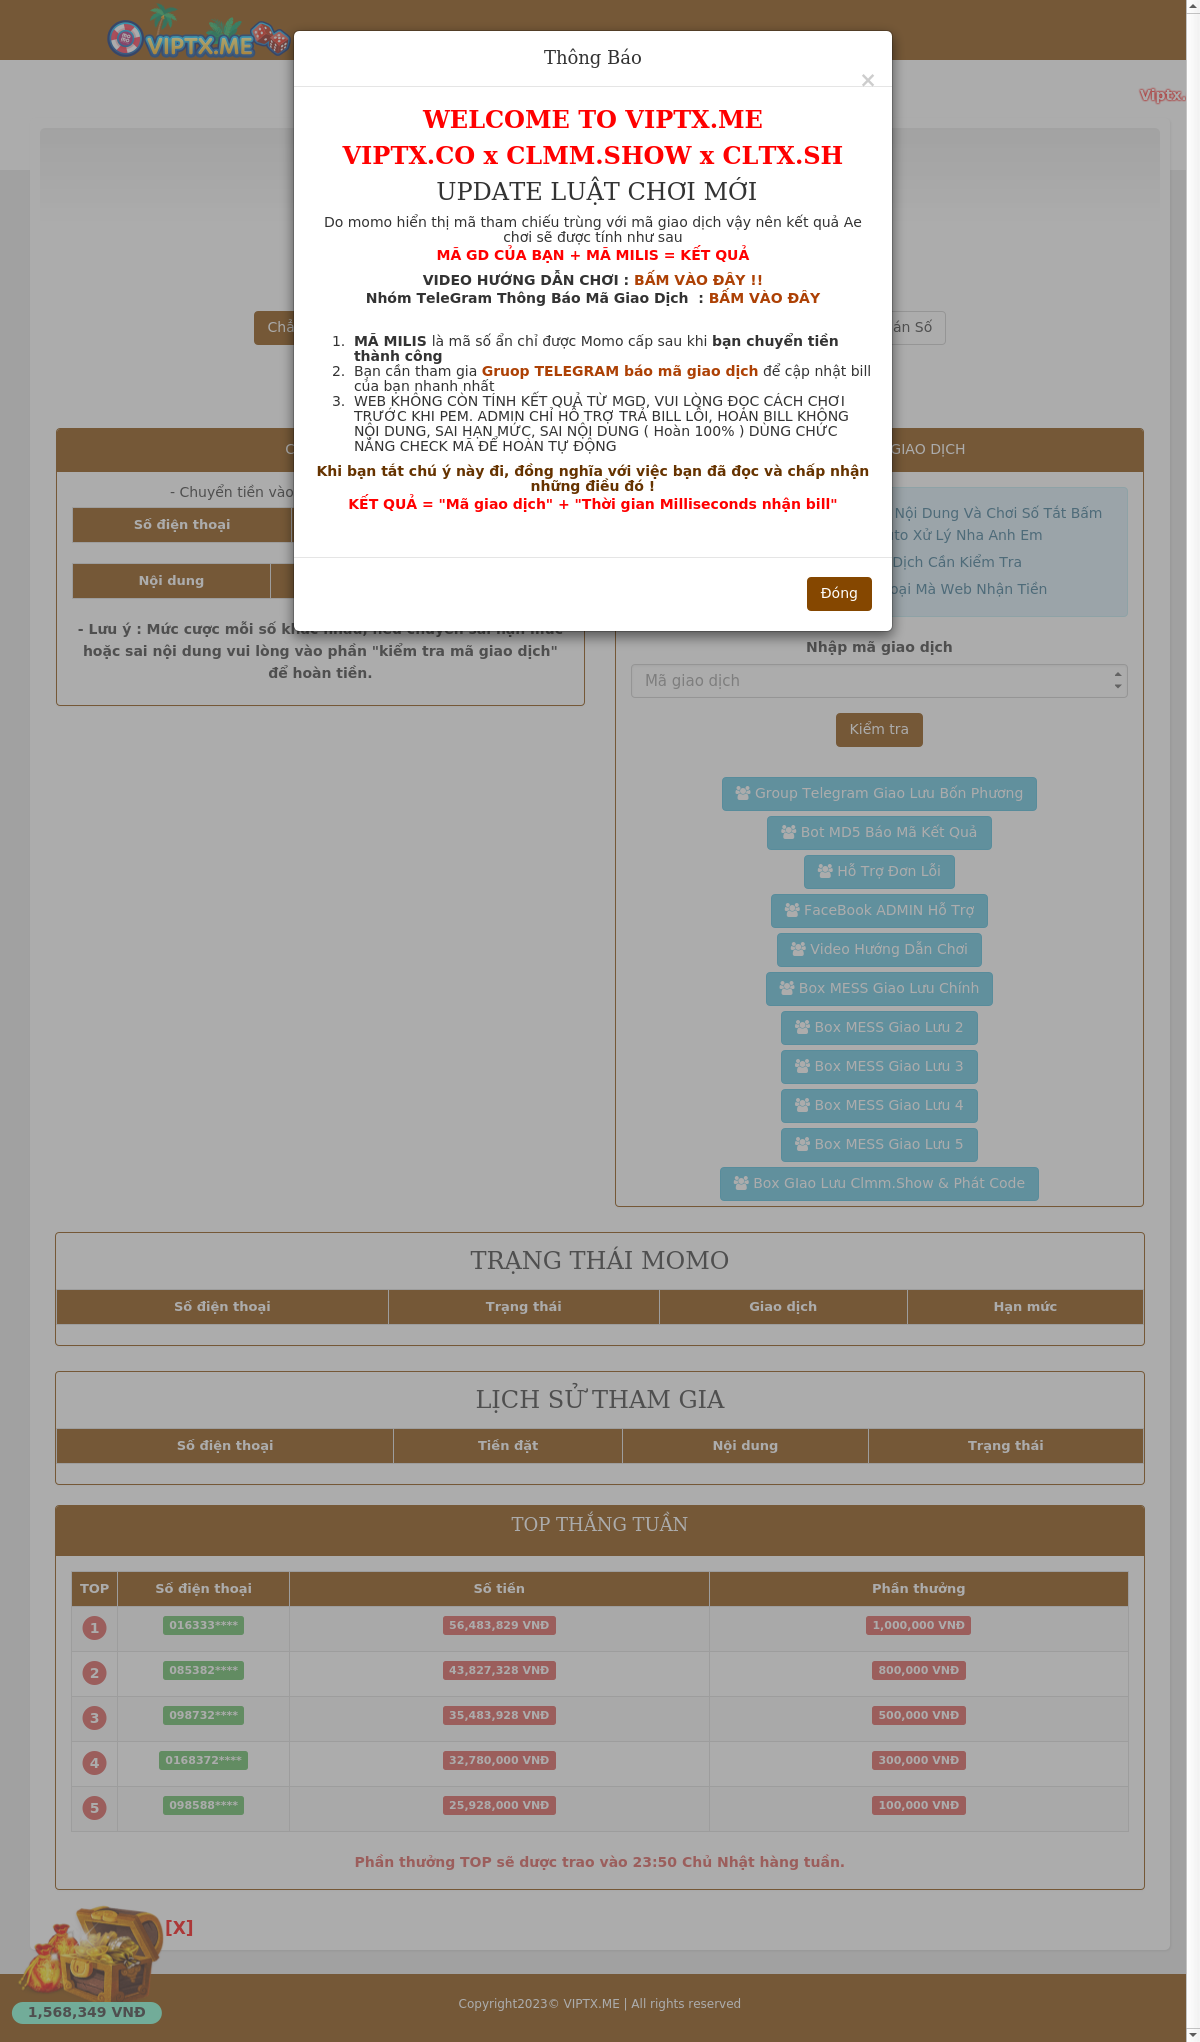 VIPTX.ME
Thông Báo
×
Viptx.
WELCOME TO VIPTX.ME
VIPTX.CO x CLMM.SHOW x CLTX.SH
UPDATE LUẬT CHƠI MỚI
Do momo hiển thị mã tham chiếu trùng với mã giao dịch vậy nên kết quả Ae
chơi sẽ được tính như sau
MÃ GD CỦA BẠN + MÃ MILIS = KẾT QUẢ
VIDEO HƯỚNG DẪN CHƠI : BẤM VÀO ĐÂY !!
Nhóm TeleGram Thông Báo Mã Giao Dịch : BẤM VÀO ĐÂY
1. MÃ MILIS là mã số ẩn chỉ được Momo cấp sau khi bạn chuyển tiền
thành công
2. Bạn cần tham gia Gruop TELEGRAM báo mã giao dịch để cập nhật bill
của bạn nhanh nhất
3. WEB KHÔNG CÒN TÍNH KẾT QUẢ TỪ MGD, VUI LÒNG ĐỌC CÁCH CHƠI
TRƯỚC KHI PEM. ADMIN CHỈ HỖ TRỢ TRẢ BILL LỖI, HOÀN BILL KHÔNG
NỘI DUNG, SAI HẠN MỨC, SAI NỘI DUNG ( Hoàn 100% ) DÙNG CHỨC
NĂNG CHECK MÃ ĐỂ HOÀN TỰ ĐỘNG
Khi bạn tắt chú ý này đi, đồng nghĩa với việc bạn đã đọc và chấp nhận
những điều đó !
KẾT QUẢ = "Mã giao dịch" + "Thời gian Milliseconds nhận bill"
Đóng
án Số
- Chuyển tiền vào
Số điện thoại
Nội dung
- Lưu ý : Mức cược mỗi số khác nhau, nếu chuyển sai hạn mức
hoặc sai nội dung vui lòng vào phần "kiểm tra mã giao dịch"
để hoàn tiền.
GIAO DỊCH
Nội Dung Và Chơi Số Tắt Bấm
uto Xử Lý Nha Anh Em
Dịch Cần Kiểm Tra
oại Mà Web Nhận Tiền
Nhập mã giao dịch
Mã giao dịch
Kiểm tra
Group Telegram Giao Lưu Bốn Phương
Bot MD5 Báo Mã Kết Quả
Hỗ Trợ Đơn Lỗi
FaceBook ADMIN Hỗ Trợ
Video Hướng Dẫn Chơi
Box MESS Giao Lưu Chính
Box MESS Giao Lưu 2
Box MESS Giao Lưu 3
Box MESS Giao Lưu 4
Box MESS Giao Lưu 5
Box GIao Lưu Clmm.Show & Phát Code
TRẠNG THÁI MOMO
Số điện thoại Trạng thái Giao dịch Hạn mức
LỊCH SỬ THAM GIA
Số điện thoại Tiền đặt Nội dung Trạng thái
TOP THẮNG TUẦN
TOP Số điện thoại Số tiền Phần thưởng
1 016333**** 56,483,829 VNĐ 1,000,000 VNĐ
2 085382**** 43,827,328 VNĐ 800,000 VNĐ
3 098732**** 35,483,928 VNĐ 500,000 VNĐ
4 0168372**** 32,780,000 VNĐ 300,000 VNĐ
5 098588**** 25,928,000 VNĐ 100,000 VNĐ
Phần thưởng TOP sẽ dược trao vào 23:50 Chủ Nhật hàng tuần.
[X]
1,568,349 VNĐ
Copyright2023© VIPTX.ME | All rights reserved